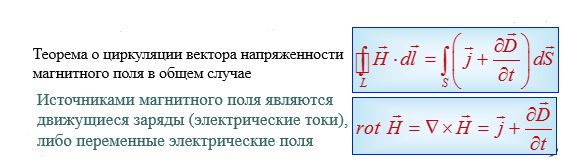 Теорема о циркуляции вектора напряженности
магнитного поля в общем случае
∮_L H⃗ · dl⃗ = ∫_S (j⃗ + ∂D⃗/∂t) dS⃗
Источниками магнитного поля являются
движущиеся заряды (электрические токи),
либо переменные электрические поля
rot H⃗ = ∇ × H⃗ = j⃗ + ∂D⃗/∂t